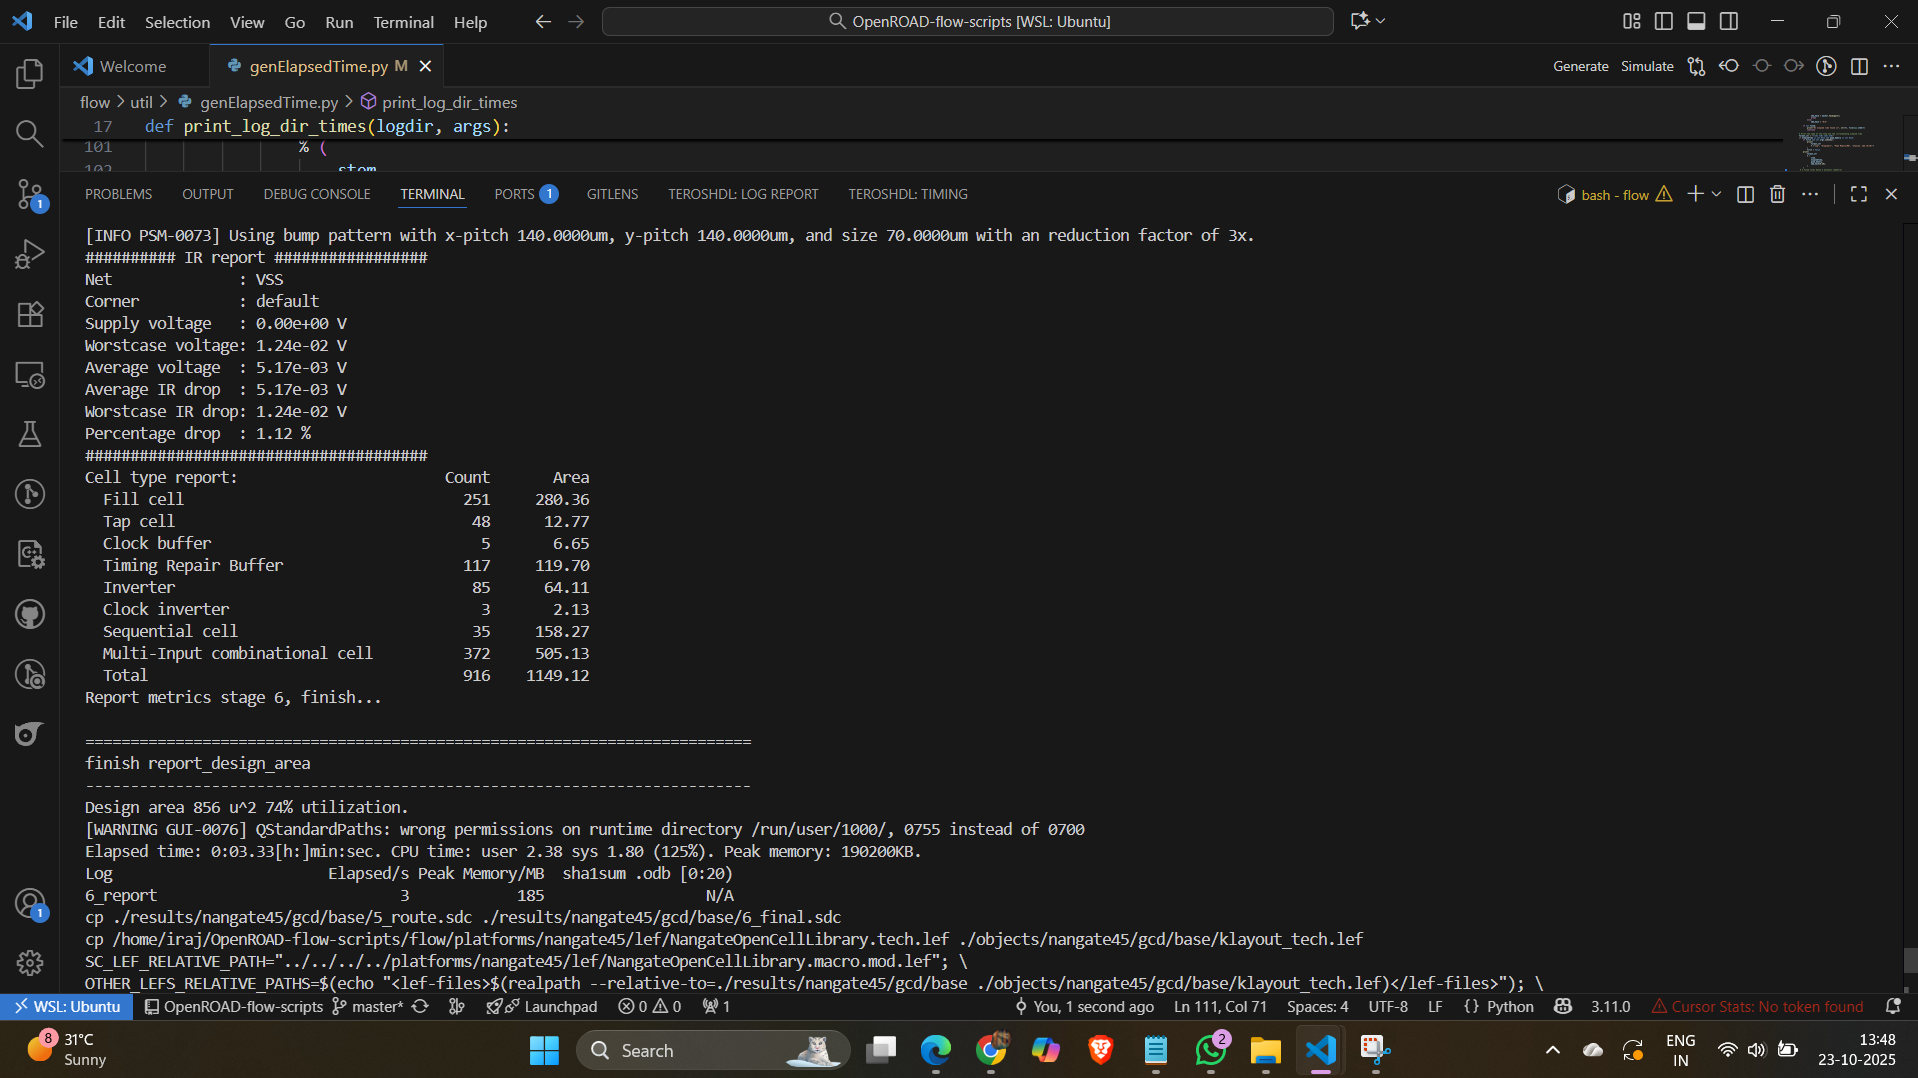 File Edit Selection View Go Run Terminal Help
OpenROAD-flow-scripts [WSL: Ubuntu]
Welcome
genElapsedTime.py M
Generate Simulate
flow > util > genElapsedTime.py > print_log_dir_times
17 def print_log_dir_times(logdir, args):
101 % (
102 stem
PROBLEMS OUTPUT DEBUG CONSOLE TERMINAL PORTS 1 GITLENS TEROSHDL: LOG REPORT TEROSHDL: TIMING
bash - flow
[INFO PSM-0073] Using bump pattern with x-pitch 140.0000um, y-pitch 140.0000um, and size 70.0000um with an reduction factor of 3x.
########## IR report #################
Net : VSS
Corner : default
Supply voltage : 0.00e+00 V
Worstcase voltage: 1.24e-02 V
Average voltage : 5.17e-03 V
Average IR drop : 5.17e-03 V
Worstcase IR drop: 1.24e-02 V
Percentage drop : 1.12 %
######################################
Cell type report: Count Area
Fill cell 251 280.36
Tap cell 48 12.77
Clock buffer 5 6.65
Timing Repair Buffer 117 119.70
Inverter 85 64.11
Clock inverter 3 2.13
Sequential cell 35 158.27
Multi-Input combinational cell 372 505.13
Total 916 1149.12
Report metrics stage 6, finish...
==========================================================================
finish report_design_area
--------------------------------------------------------------------------
Design area 856 u^2 74% utilization.
[WARNING GUI-0076] QStandardPaths: wrong permissions on runtime directory /run/user/1000/, 0755 instead of 0700
Elapsed time: 0:03.33[h:]min:sec. CPU time: user 2.38 sys 1.80 (125%). Peak memory: 190200KB.
Log Elapsed/s Peak Memory/MB sha1sum .odb [0:20)
6_report 3 185 N/A
cp ./results/nangate45/gcd/base/5_route.sdc ./results/nangate45/gcd/base/6_final.sdc
cp /home/iraj/OpenROAD-flow-scripts/flow/platforms/nangate45/lef/NangateOpenCellLibrary.tech.lef ./objects/nangate45/gcd/base/klayout_tech.lef
SC_LEF_RELATIVE_PATH="../../../../platforms/nangate45/lef/NangateOpenCellLibrary.macro.mod.lef"; \
OTHER_LEFS_RELATIVE_PATHS=$(echo "<lef-files>$(realpath --relative-to=./results/nangate45/gcd/base ./objects/nangate45/gcd/base/klayout_tech.lef)</lef-files>"); \
1
1
WSL: Ubuntu OpenROAD-flow-scripts master* Launchpad 0 0 1 You, 1 second ago Ln 111, Col 71 Spaces: 4 UTF-8 LF {} Python 3.11.0 Cursor Stats: No token found
8
31°C
Sunny
Search
2
ENG
IN
13:48
23-10-2025